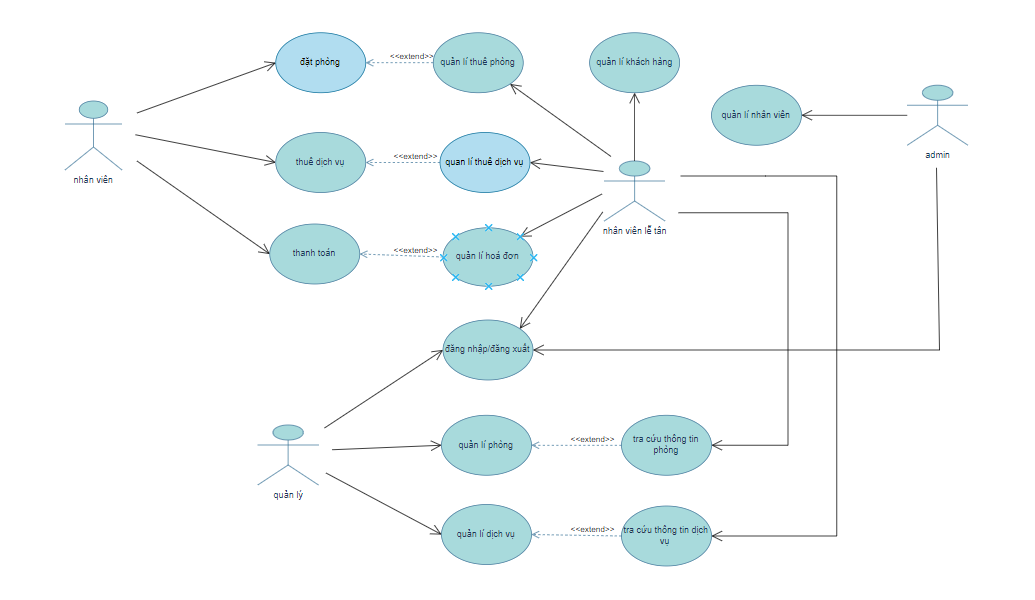 đặt phòng
<<extend>>
quản lí thuê phòng
quản lí khách hàng
quản lí nhân viên
admin
nhân viên
thuê dịch vụ
<<extend>>
quan lí thuê dịch vụ
nhân viên lễ tân
thanh toán
<<extend>>
quản lí hoá đơn
đăng nhập/đăng xuất
quản lý
quản lí phòng
<<extend>>
tra cứu thông tin
phòng
quản lí dịch vụ
<<extend>>
tra cứu thông tin dịch
vụ